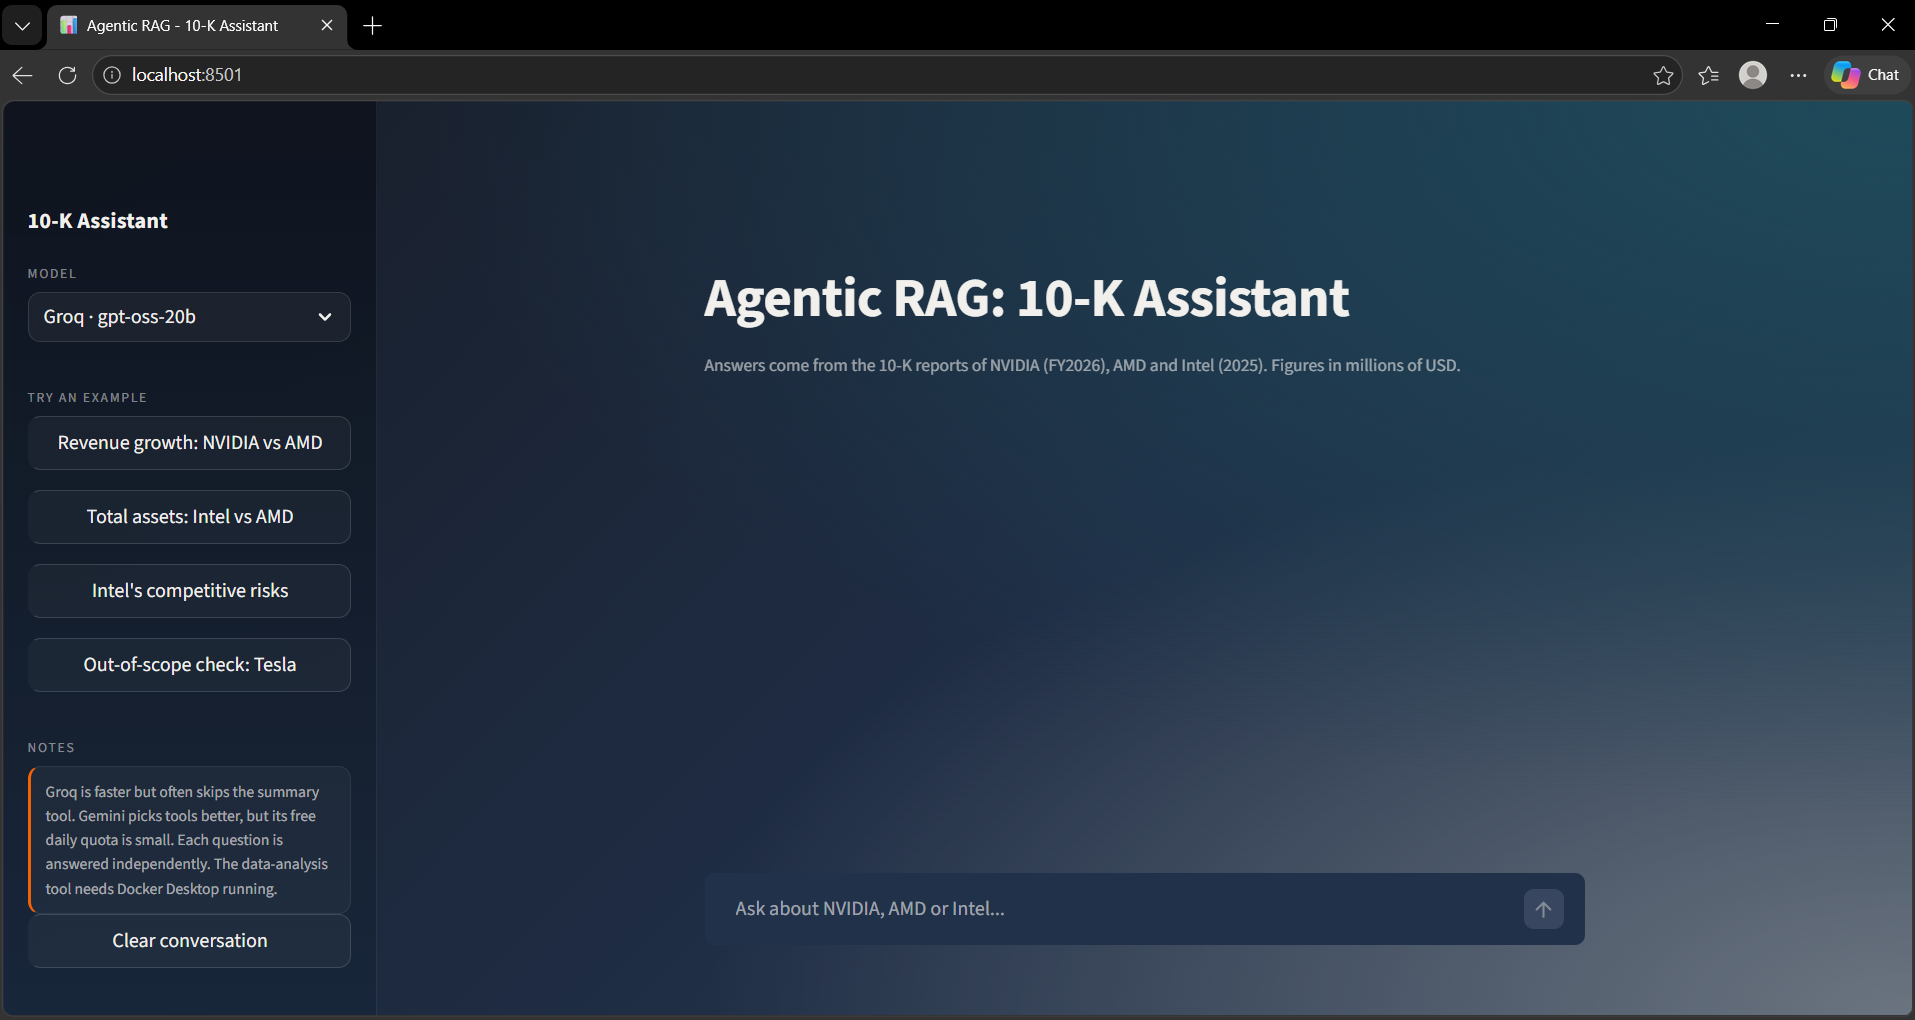 Agentic RAG - 10-K Assistant
localhost:8501
Chat
10-K Assistant
MODEL
Groq · gpt-oss-20b
TRY AN EXAMPLE
Revenue growth: NVIDIA vs AMD
Total assets: Intel vs AMD
Intel's competitive risks
Out-of-scope check: Tesla
NOTES
Groq is faster but often skips the summary
tool. Gemini picks tools better, but its free
daily quota is small. Each question is
answered independently. The data-analysis
tool needs Docker Desktop running.
Clear conversation
Agentic RAG: 10-K Assistant
Answers come from the 10-K reports of NVIDIA (FY2026), AMD and Intel (2025). Figures in millions of USD.
Ask about NVIDIA, AMD or Intel...